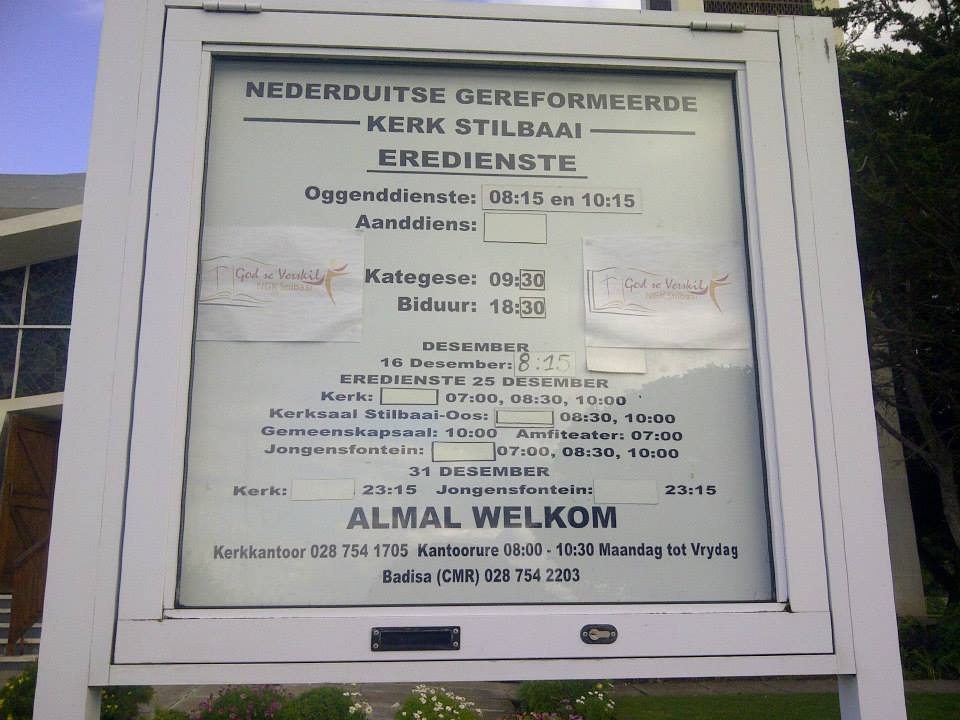 NEDERDUITSE GEREFORMEERDE
KERK STILBAAI
EREDIENSTE
Oggenddienste: 08:15 en 10:15
Aanddiens:
God se Verskil
NGK Stilbaai
Kategese: 09:30
Biduur: 18:30
God se Verskil
NGK Stilbaai
DESEMBER
16 Desember: 8:15
EREDIENSTE 25 DESEMBER
Kerk: 07:00, 08:30, 10:00
Kerksaal Stilbaai-Oos: 08:30, 10:00
Gemeenskapsaal: 10:00 Amfiteater: 07:00
Jongensfontein: 07:00, 08:30, 10:00
31 DESEMBER
Kerk: 23:15 Jongensfontein: 23:15
ALMAL WELKOM
Kerkkantoor 028 754 1705 Kantoorure 08:00 - 10:30 Maandag tot Vrydag
Badisa (CMR) 028 754 2203